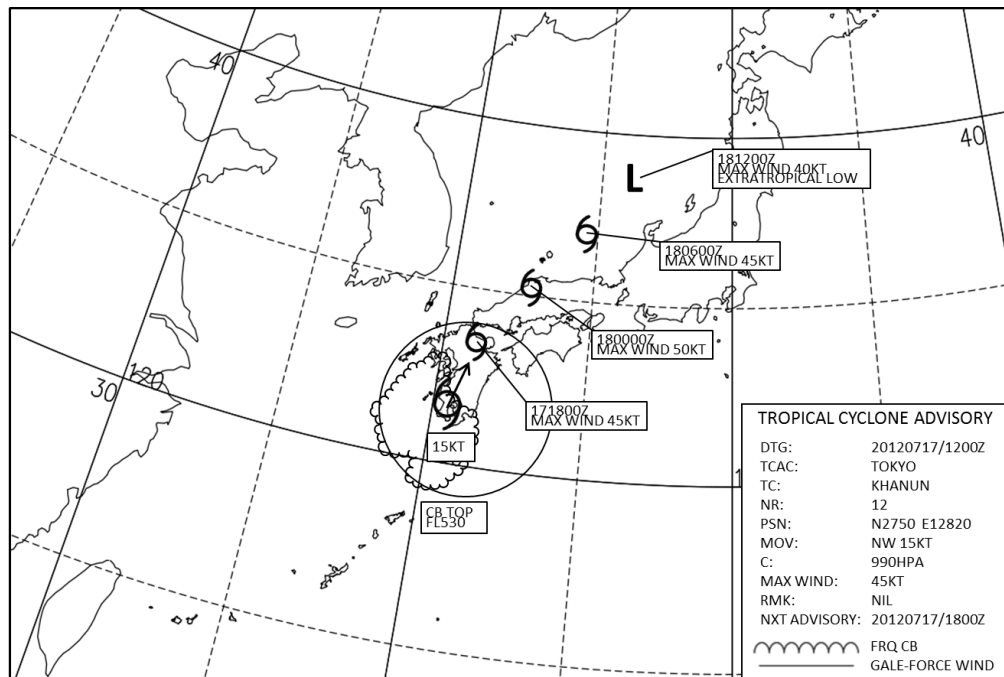 40
181200Z
MAX WIND 40KT
EXTRATROPICAL LOW
40
L
180600Z
MAX WIND 45KT
180000Z
MAX WIND 50KT
30
120
171800Z
MAX WIND 45KT
15KT
CB TOP
FL530
1
TROPICAL CYCLONE ADVISORY
DTG: 20120717/1200Z
TCAC: TOKYO
TC: KHANUN
NR: 12
PSN: N2750 E12820
MOV: NW 15KT
C: 990HPA
MAX WIND: 45KT
RMK: NIL
NXT ADVISORY: 20120717/1800Z
FRQ CB
GALE-FORCE WIND